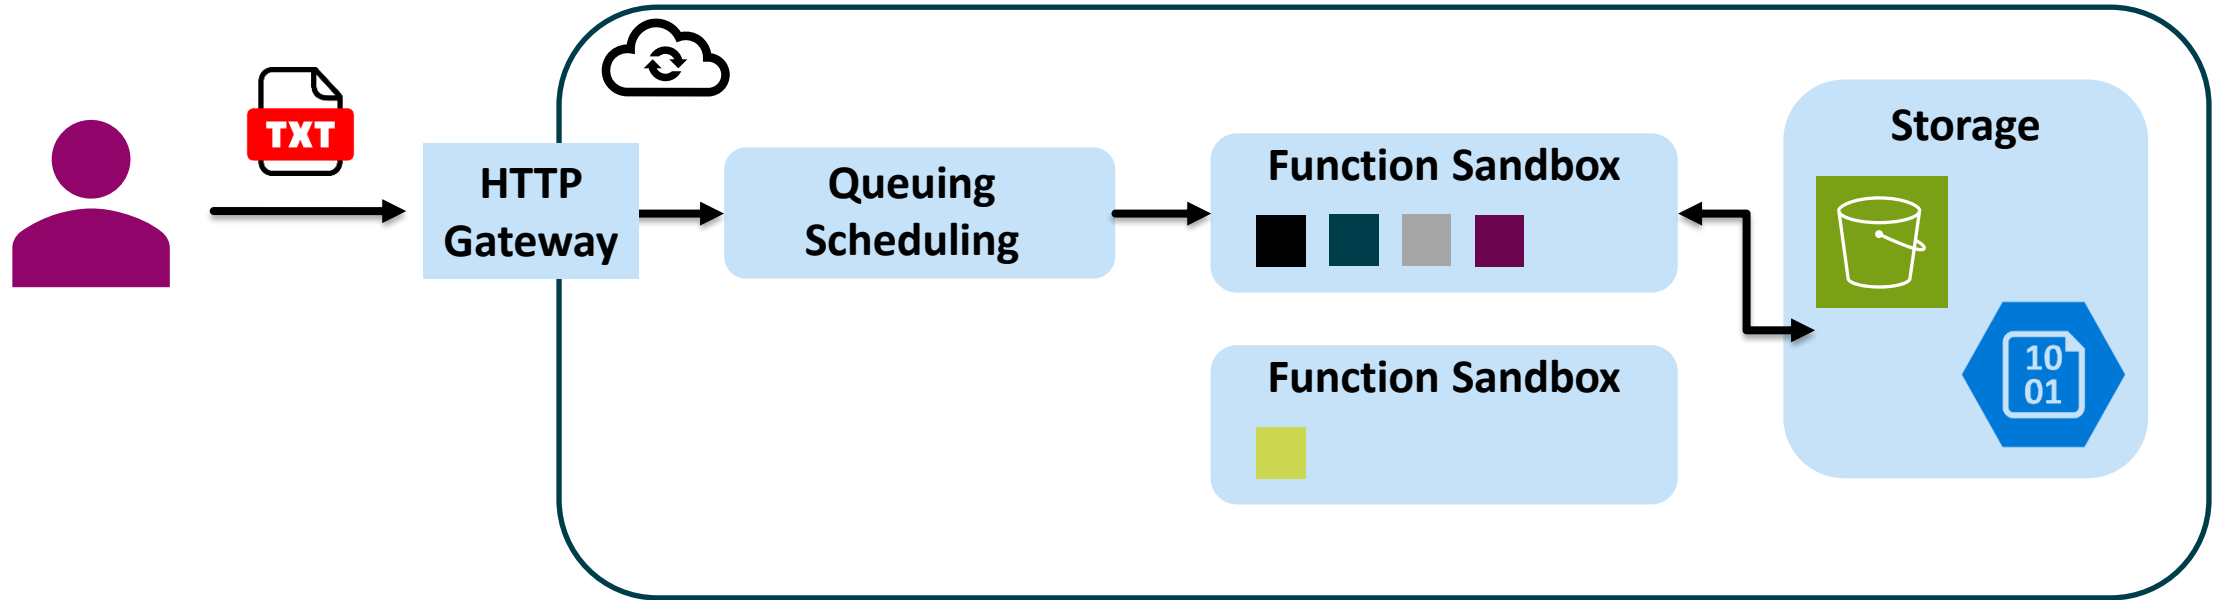 TXT
HTTP
Gateway
Queuing
Scheduling
Function Sandbox
Function Sandbox
Storage
10
01